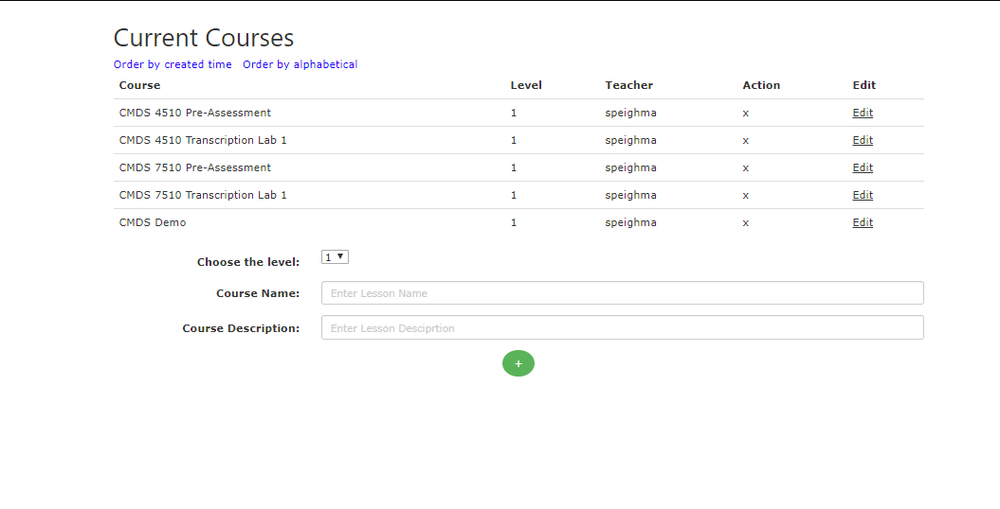 Current Courses
Order by created time Order by alphabetical
Course Level Teacher Action Edit
CMDS 4510 Pre-Assessment 1 speighma x Edit
CMDS 4510 Transcription Lab 1 1 speighma x Edit
CMDS 7510 Pre-Assessment 1 speighma x Edit
CMDS 7510 Transcription Lab 1 1 speighma x Edit
CMDS Demo 1 speighma x Edit
Choose the level: 1
Course Name: Enter Lesson Name
Course Description: Enter Lesson Desciprtion
+